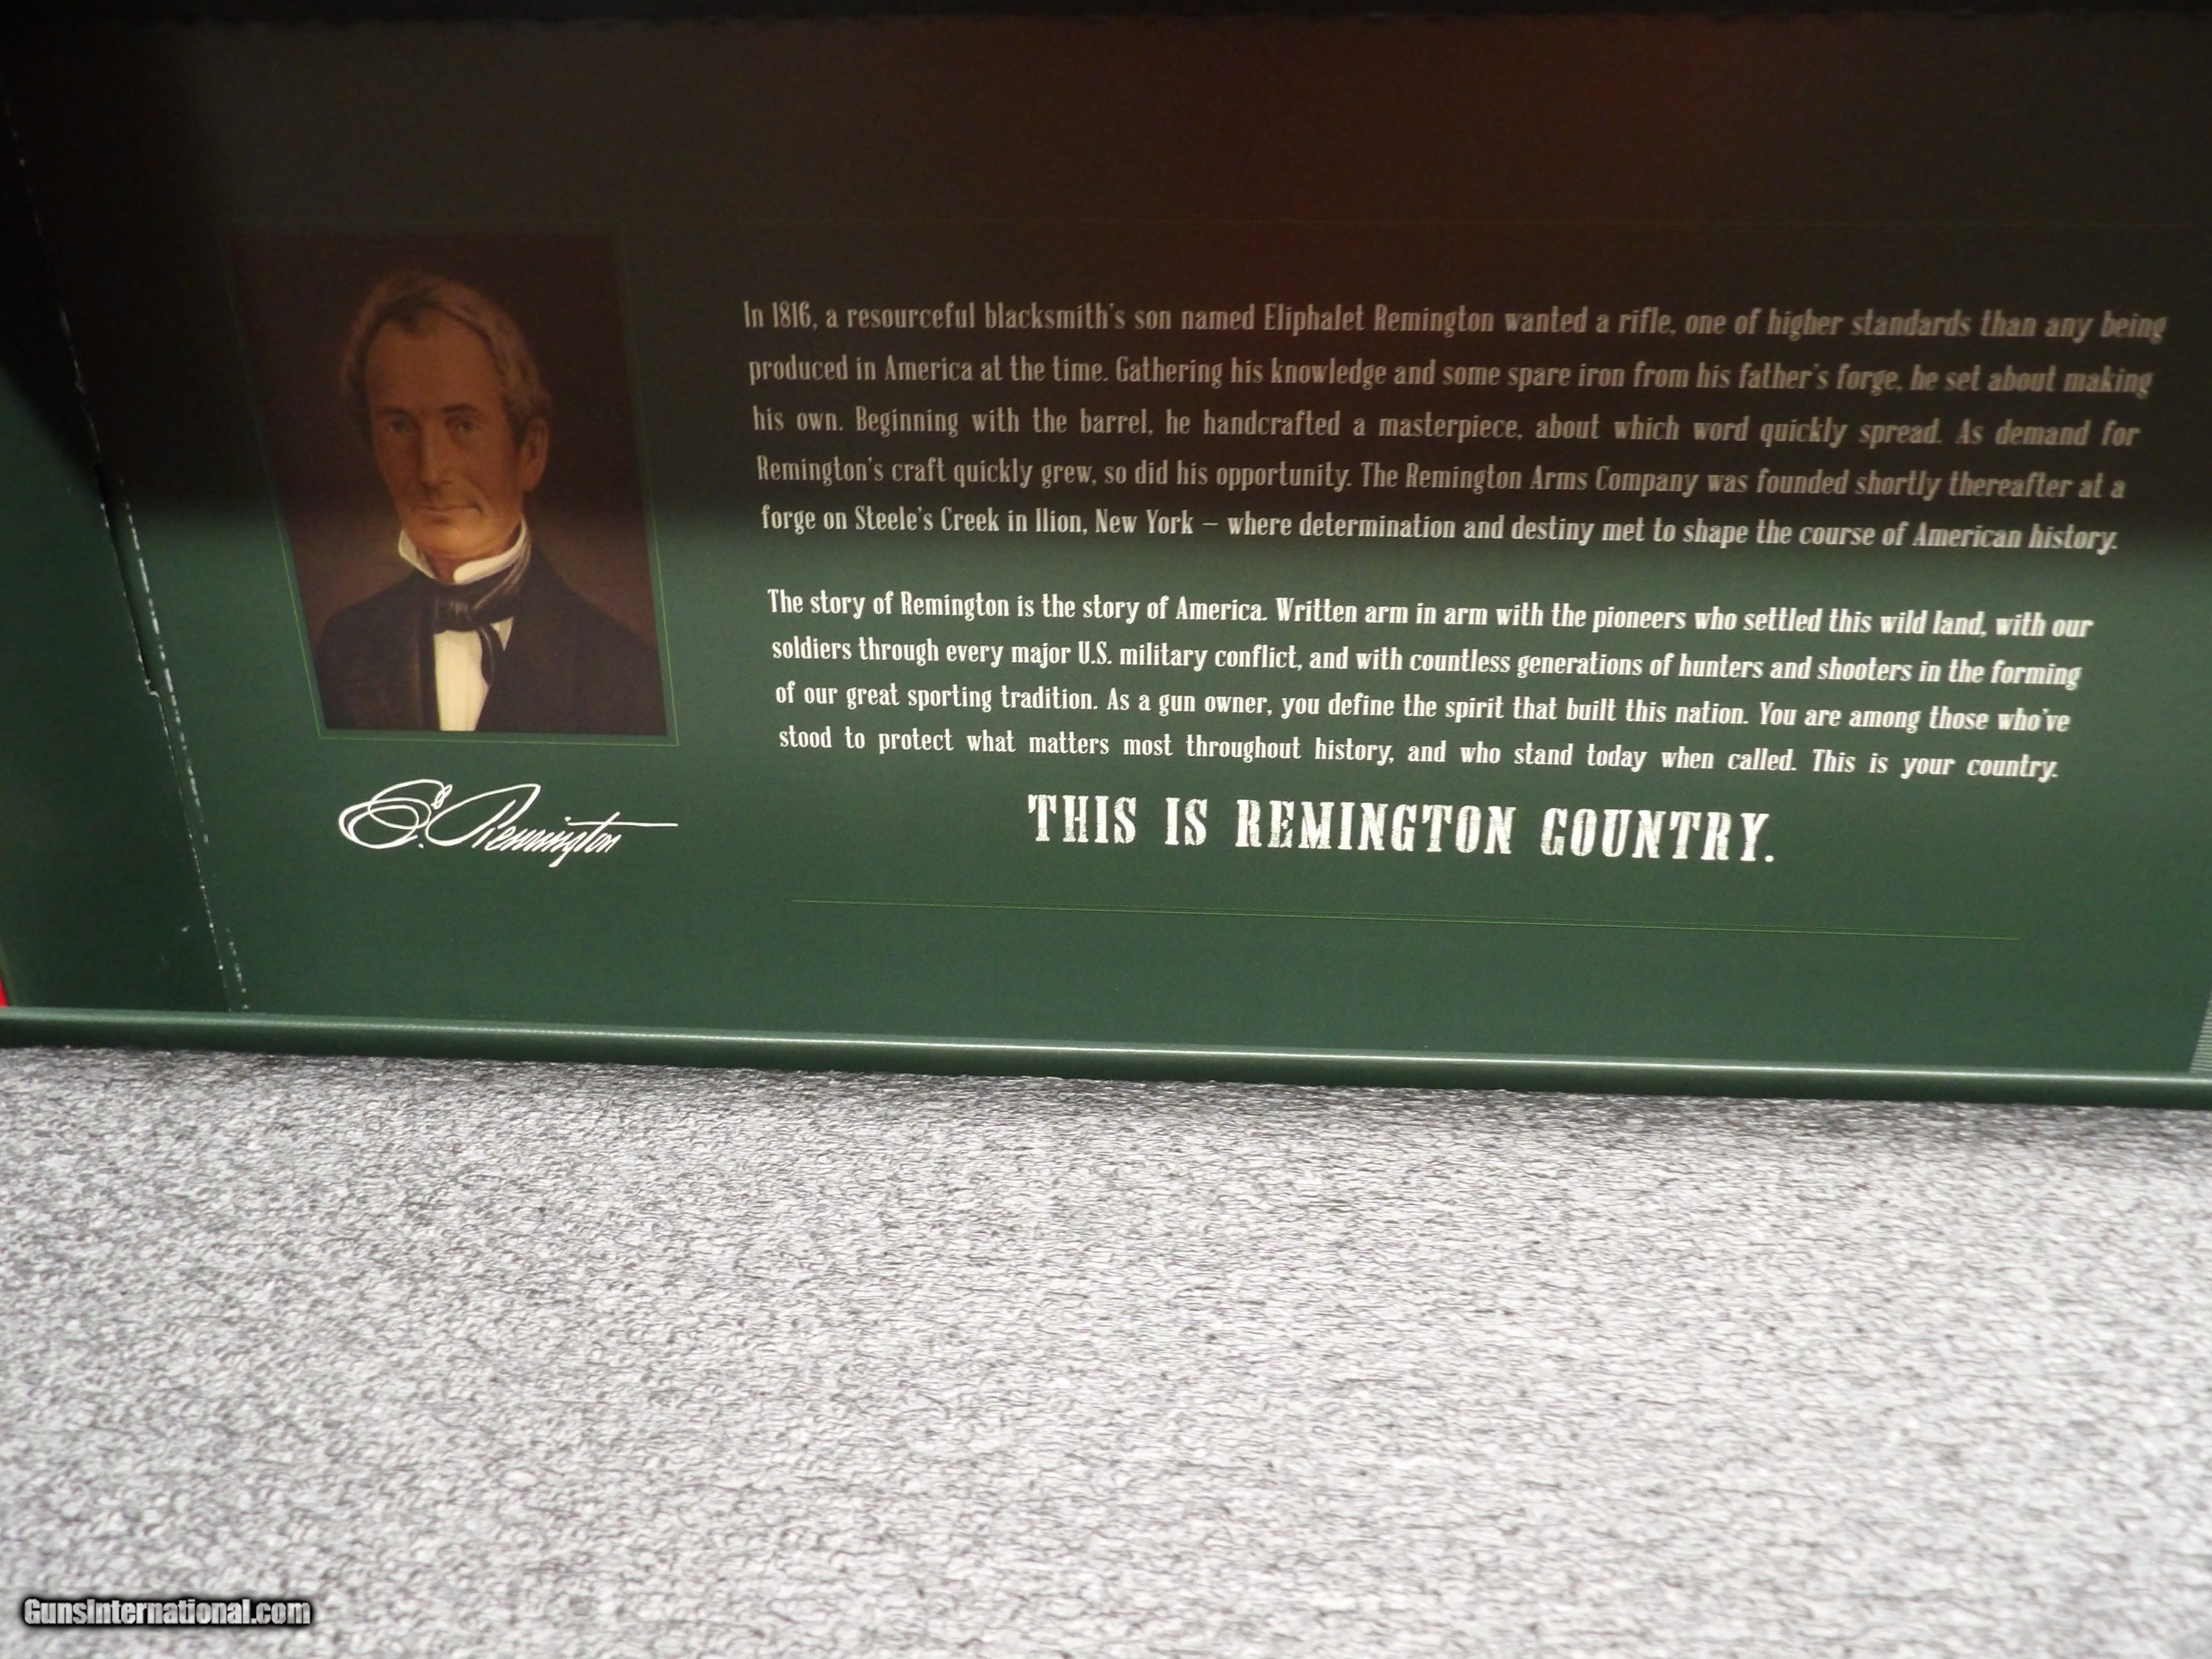 In 1816, a resourceful blacksmith's son named Eliphalet Remington wanted a rifle, one of higher standards than any being
produced in America at the time. Gathering his knowledge and some spare iron from his father's forge, he set about making
his own. Beginning with the barrel, he handcrafted a masterpiece, about which word quickly spread. As demand for
Remington's craft quickly grew, so did his opportunity. The Remington Arms Company was founded shortly thereafter at a
forge on Steele's Creek in Ilion, New York – where determination and destiny met to shape the course of American history.
The story of Remington is the story of America. Written arm in arm with the pioneers who settled this wild land, with our
soldiers through every major U.S. military conflict, and with countless generations of hunters and shooters in the forming
of our great sporting tradition. As a gun owner, you define the spirit that built this nation. You are among those who've
stood to protect what matters most throughout history, and who stand today when called. This is your country.
THIS IS REMINGTON COUNTRY.
E. Remington
GunsInternational.com